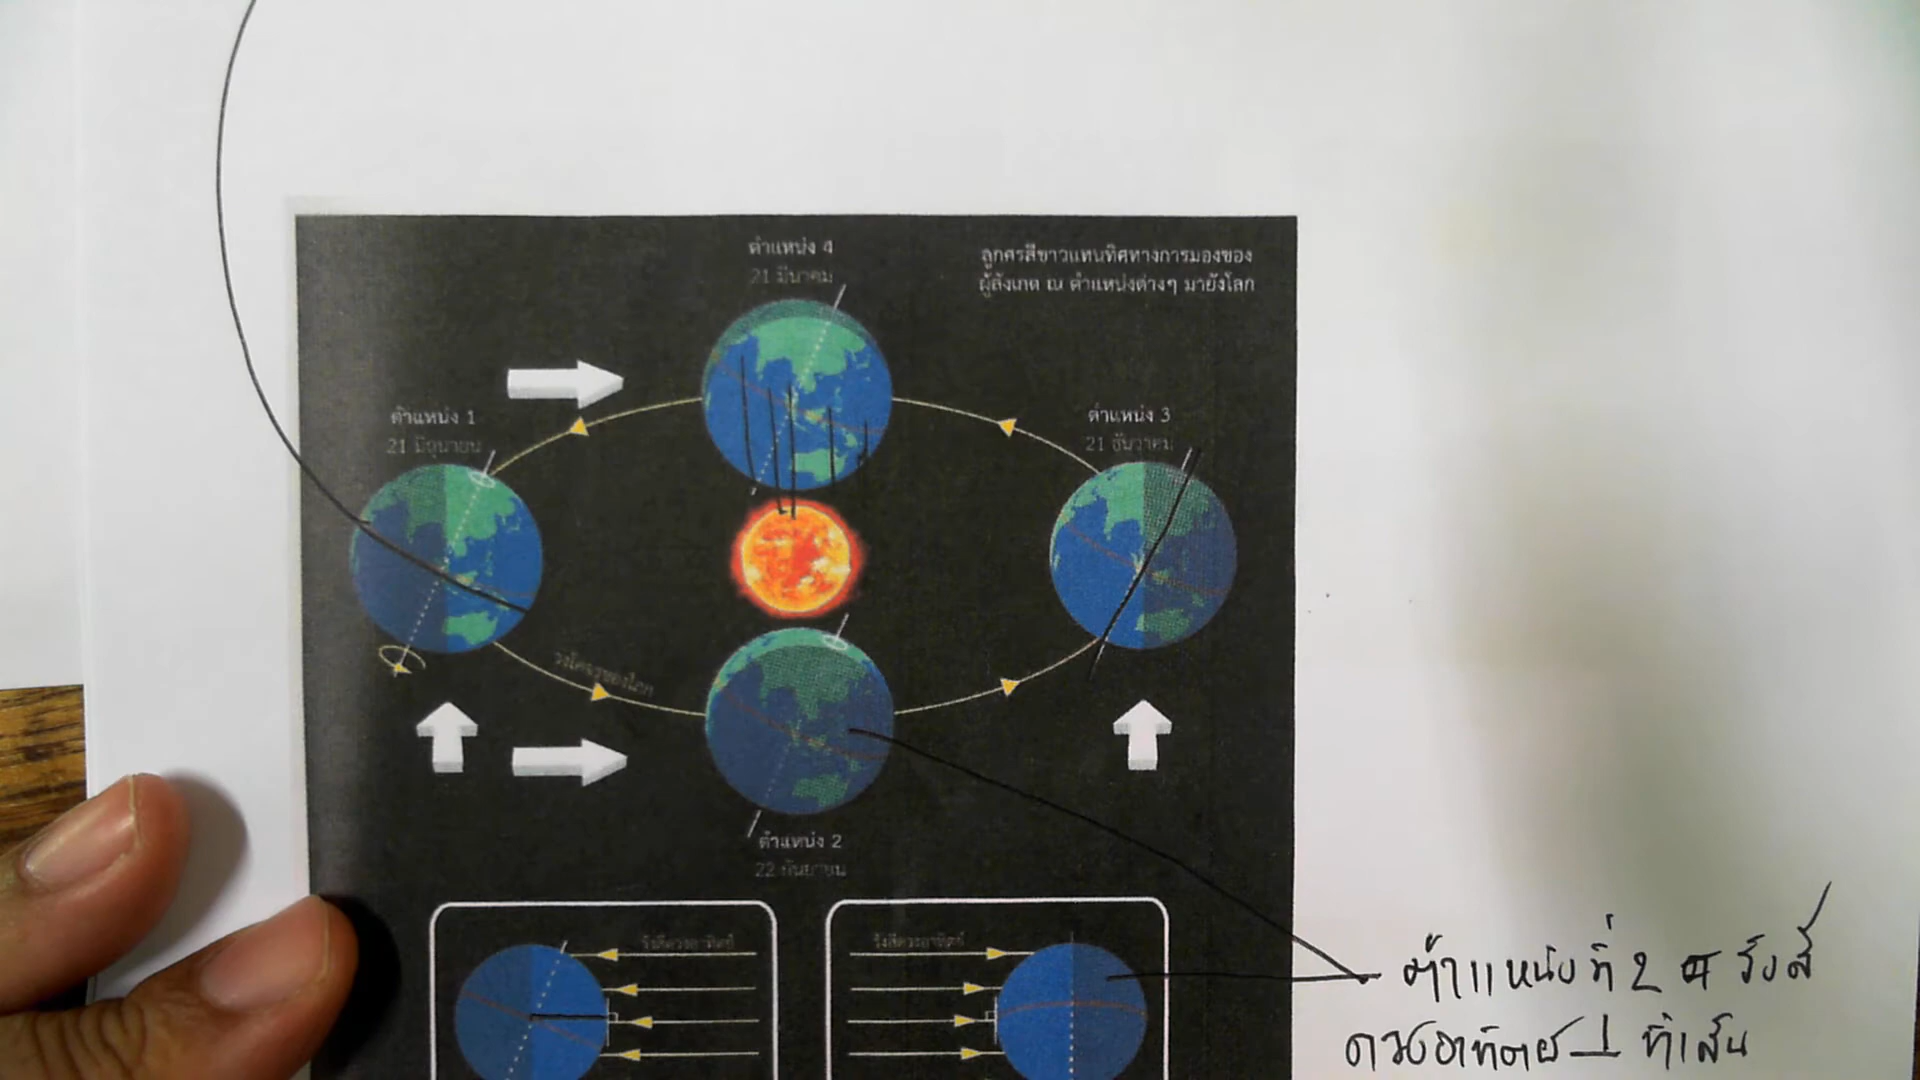 ตำแหน่ง 4
21 มีนาคม
ลูกศรสีขาวแทนทิศทางการมองของ
ผู้สังเกต ณ ตำแหน่งต่างๆ มายังโลก
ตำแหน่ง 1
21 มิถุนายน
ตำแหน่ง 3
21 ธันวาคม
วงโคจรของโลก
ตำแหน่ง 2
22 กันยายน
รังสีดวงอาทิตย์
รังสีดวงอาทิตย์
ตำแหน่งที่ 2 รังสี
ดวงอาทิตย์ ⊥ ที่เส้น